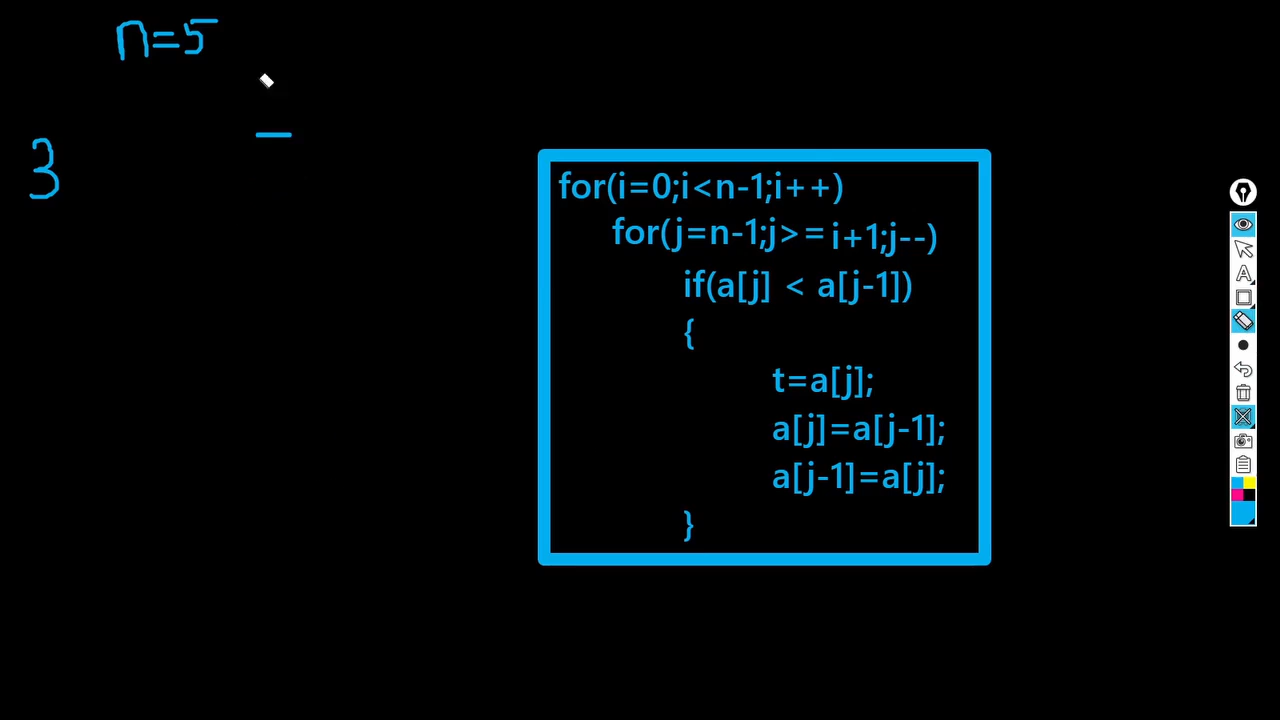 n=5
3
for(i=0;i<n-1;i++)
for(j=n-1;j>=i+1;j--)
if(a[j] < a[j-1])
{
t=a[j];
a[j]=a[j-1];
a[j-1]=a[j];
}